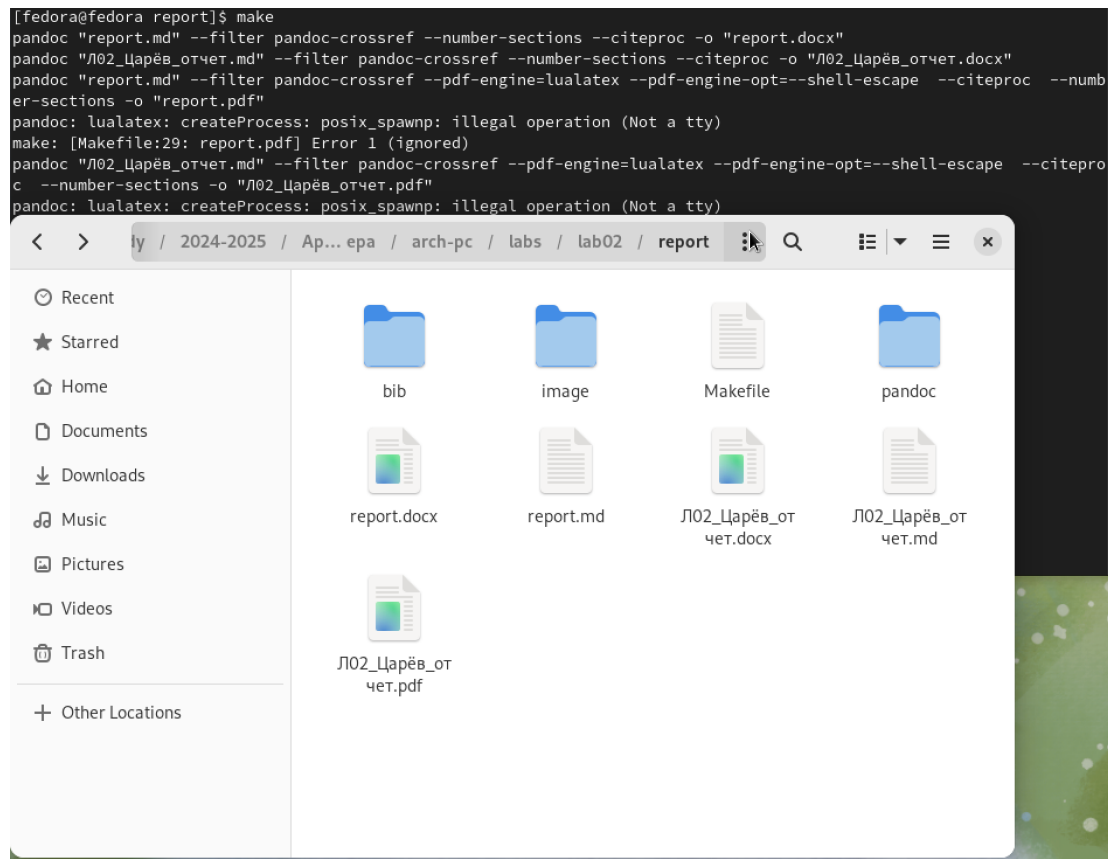 [fedora@fedora report]$ make
pandoc "report.md" --filter pandoc-crossref --number-sections --citeproc -o "report.docx"
pandoc "Л02_Царёв_отчет.md" --filter pandoc-crossref --number-sections --citeproc -o "Л02_Царёв_отчет.docx"
pandoc "report.md" --filter pandoc-crossref --pdf-engine=lualatex --pdf-engine-opt=--shell-escape  --citeproc  --numb
er-sections -o "report.pdf"
pandoc: lualatex: createProcess: posix_spawnp: illegal operation (Not a tty)
make: [Makefile:29: report.pdf] Error 1 (ignored)
pandoc "Л02_Царёв_отчет.md" --filter pandoc-crossref --pdf-engine=lualatex --pdf-engine-opt=--shell-escape  --citepro
c  --number-sections -o "Л02_Царёв_отчет.pdf"
pandoc: lualatex: createProcess: posix_spawnp: illegal operation (Not a tty)
dy / 2024-2025 / Ар… ера / arch-pc / labs / lab02 / report
Recent
Starred
Home
Documents
Downloads
Music
Pictures
Videos
Trash
Other Locations
bib
image
Makefile
pandoc
report.docx
report.md
Л02_Царёв_от
чет.docx
Л02_Царёв_от
чет.md
Л02_Царёв_от
чет.pdf